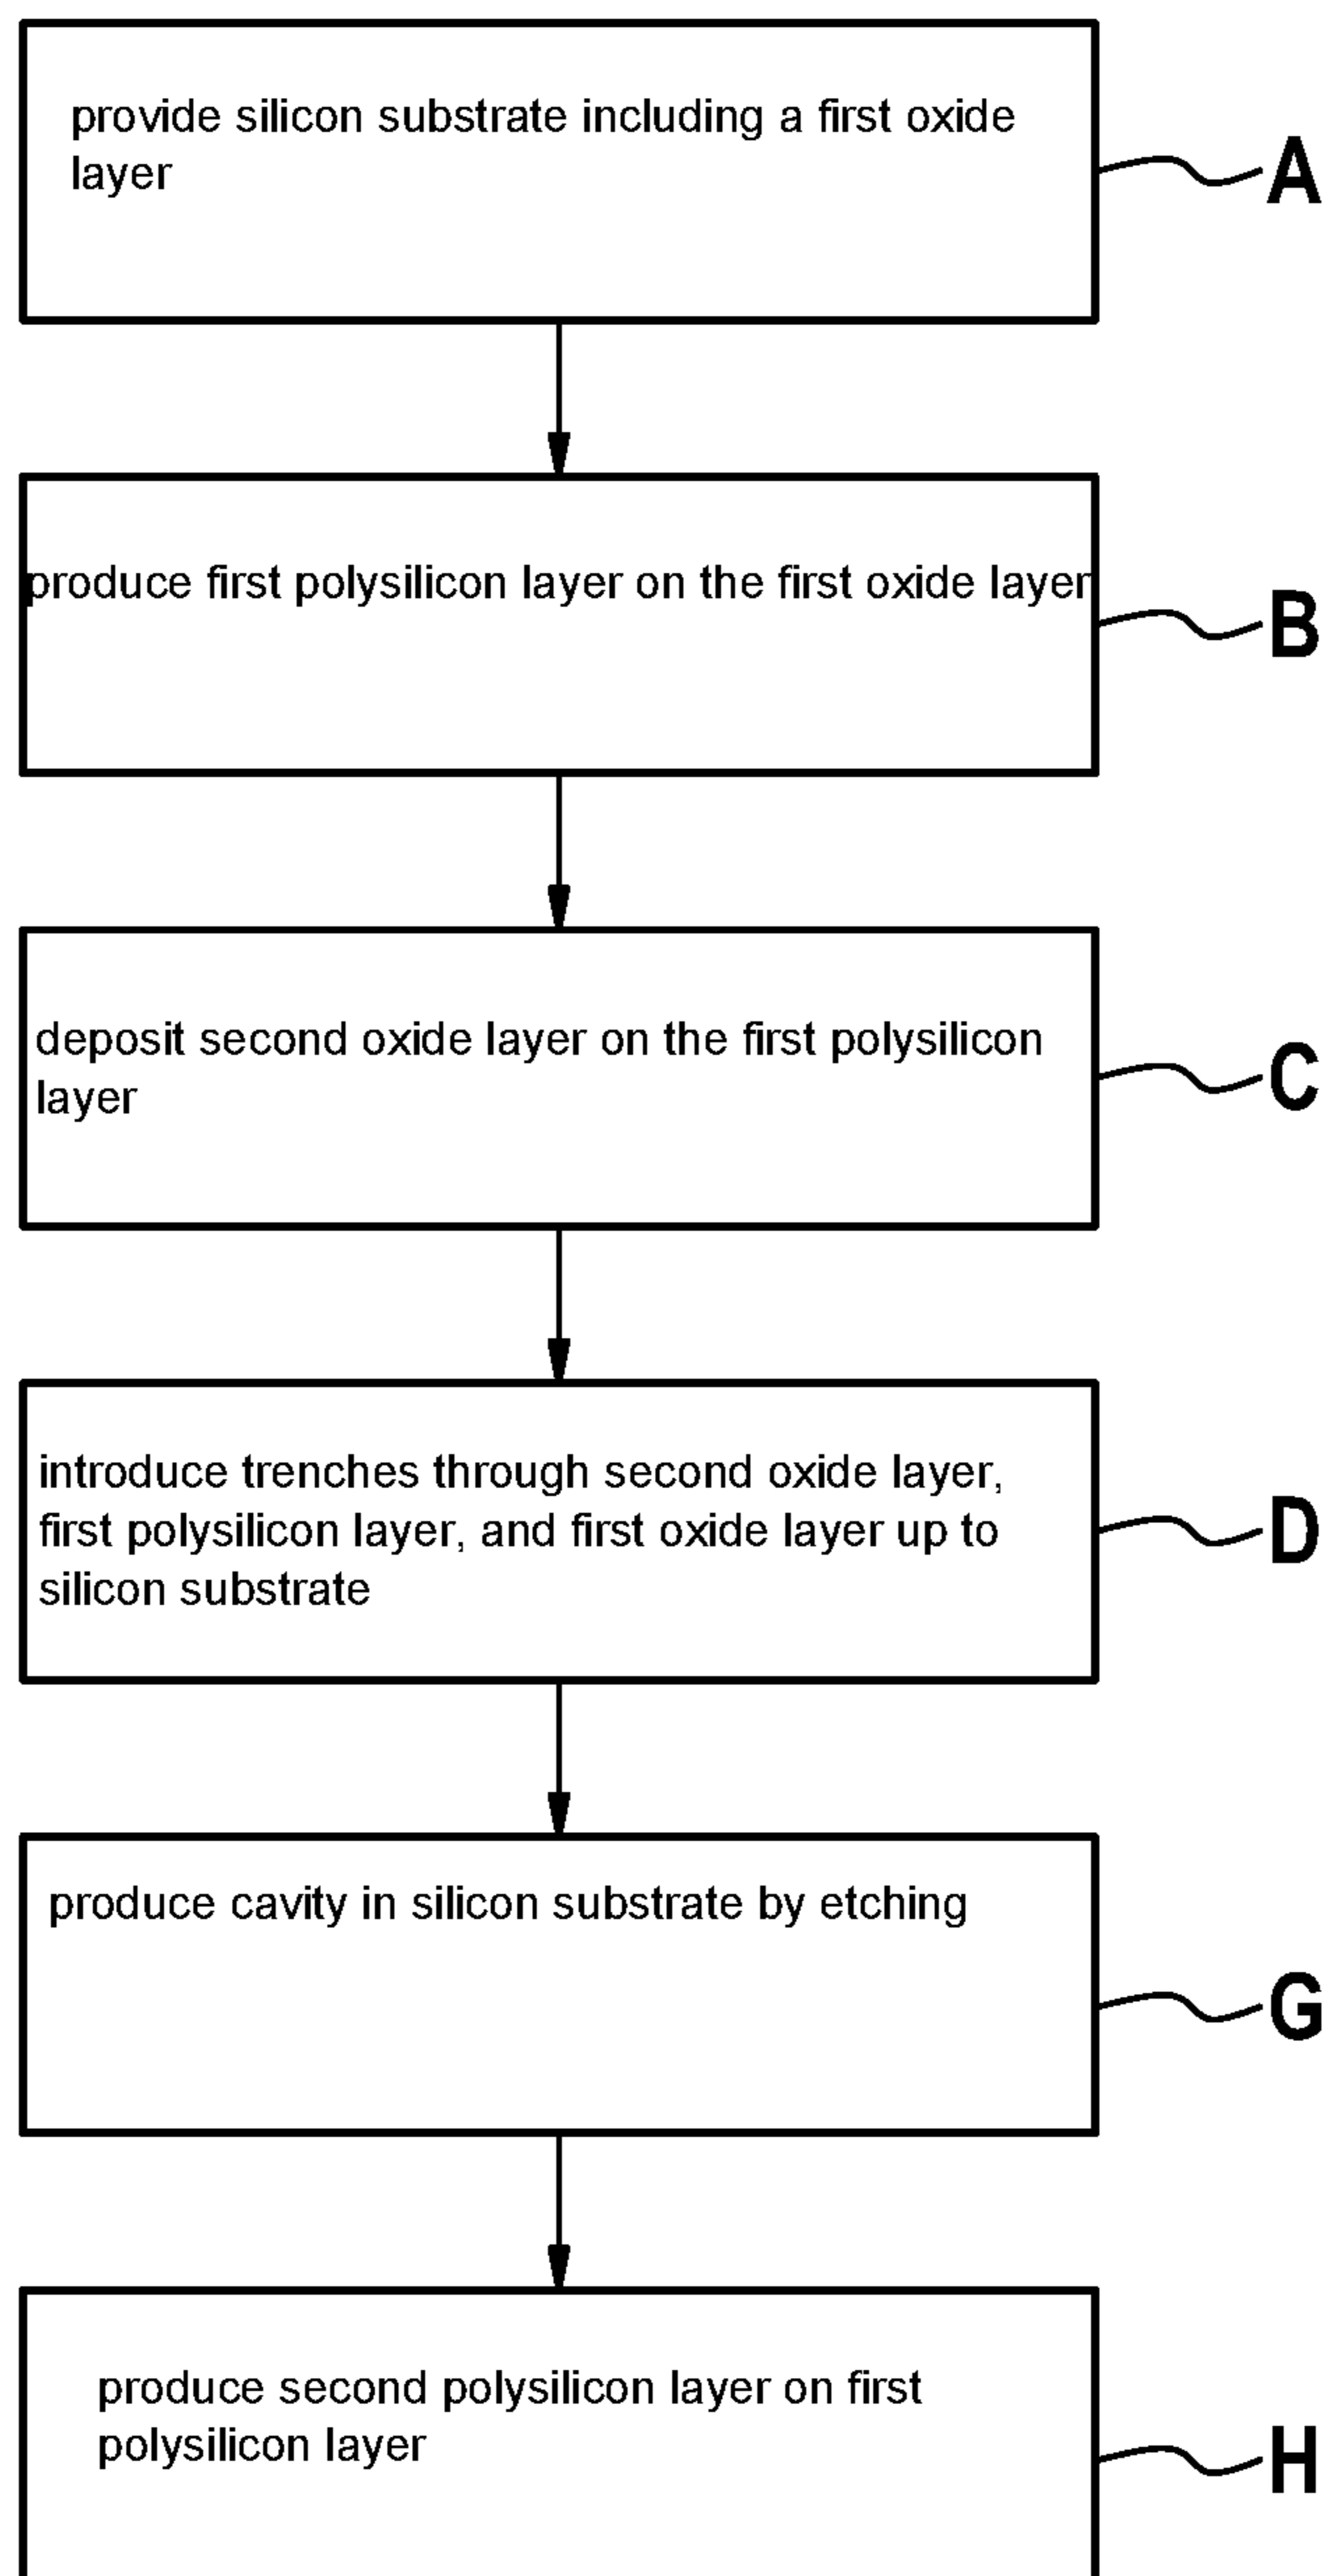 provide silicon substrate including a first oxide
layer
A
produce first polysilicon layer on the first oxide layer
B
deposit second oxide layer on the first polysilicon
layer
C
introduce trenches through second oxide layer,
first polysilicon layer, and first oxide layer up to
silicon substrate
D
produce cavity in silicon substrate by etching
G
produce second polysilicon layer on first
polysilicon layer
H